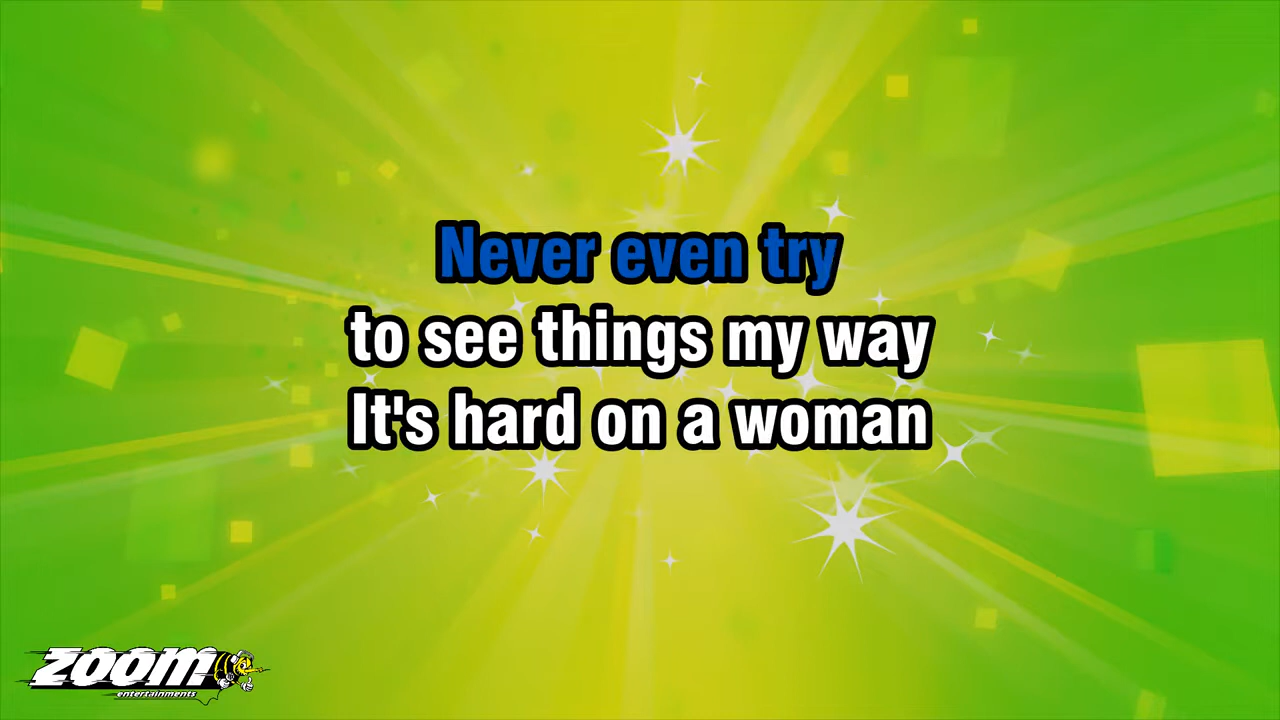 Never even try
to see things my way
It's hard on a woman
zoom
entertainments